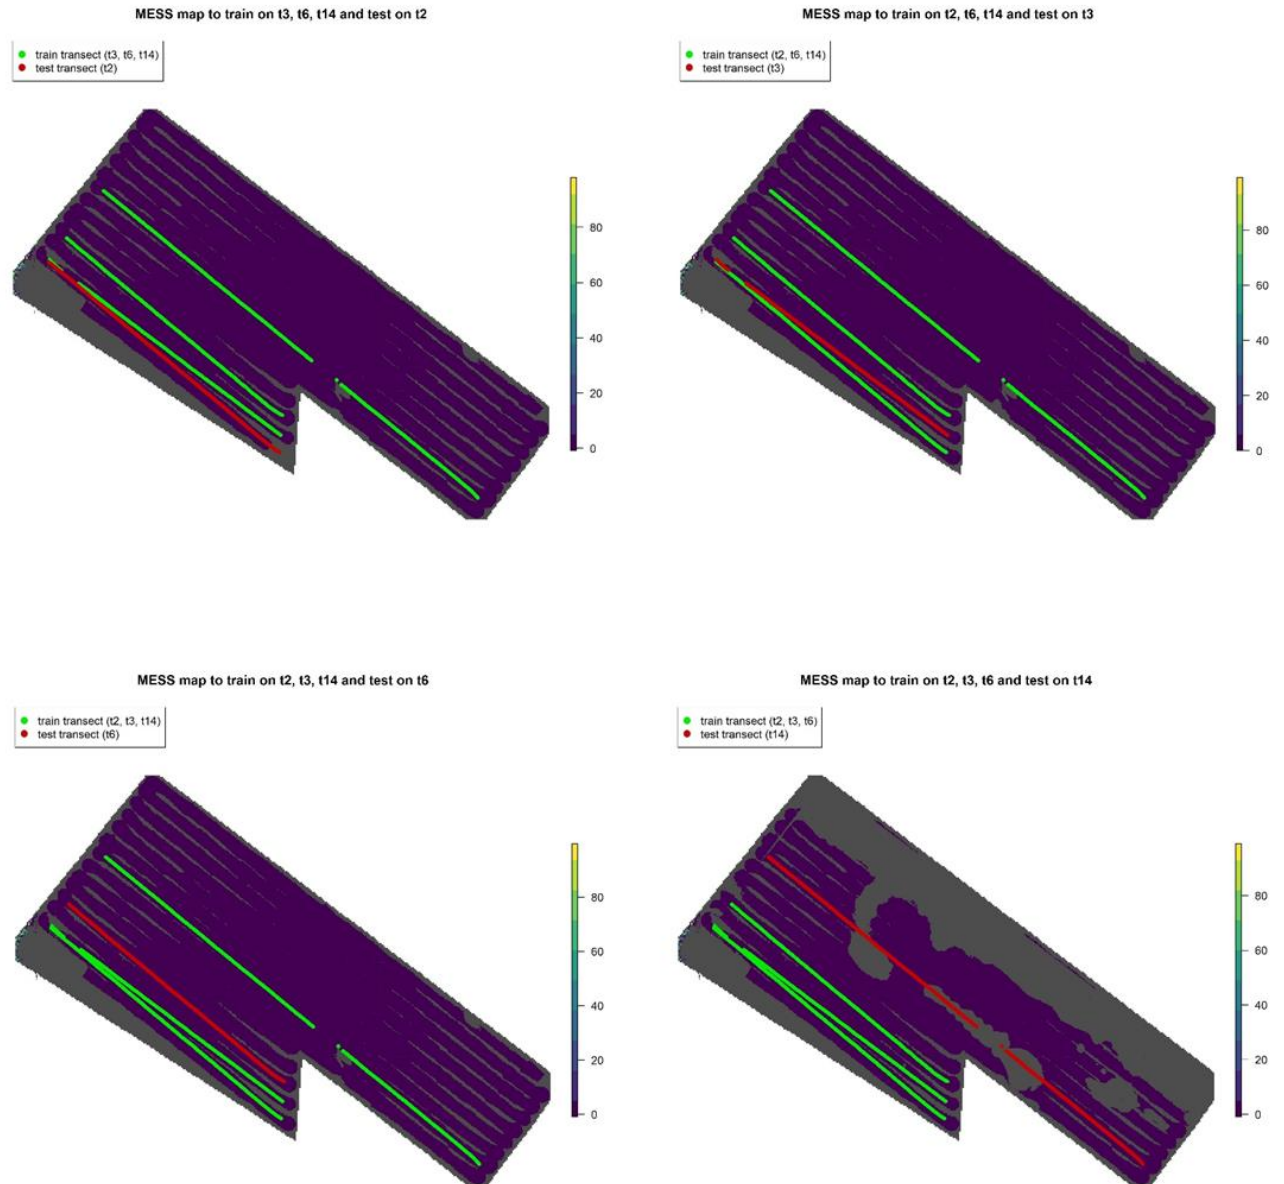 MESS map to train on t3, t6, t14 and test on t2
train transect (t3, t6, t14)
test transect (t2)
80
60
40
20
0
MESS map to train on t2, t6, t14 and test on t3
train transect (t2, t6, t14)
test transect (t3)
80
60
40
20
0
MESS map to train on t2, t3, t14 and test on t6
train transect (t2, t3, t14)
test transect (t6)
80
60
40
20
0
MESS map to train on t2, t3, t6 and test on t14
train transect (t2, t3, t6)
test transect (t14)
80
60
40
20
0